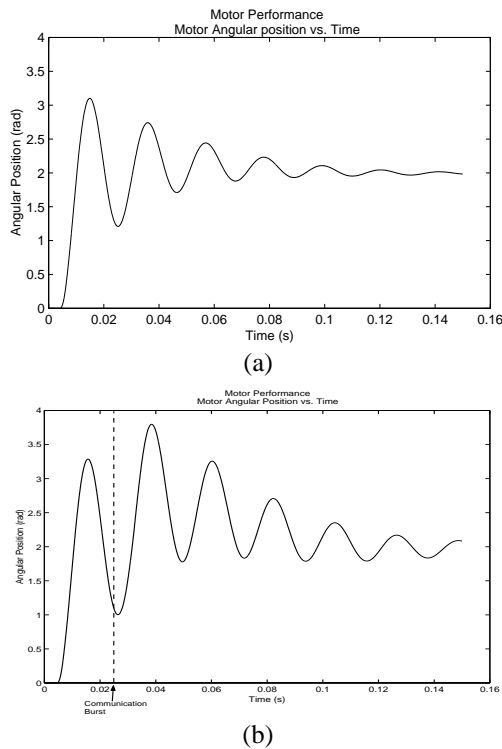 Motor Performance
Motor Angular position vs. Time
4
3.5
3
2.5
2
1.5
1
0.5
0
Angular Position (rad)
0 0.02 0.04 0.06 0.08 0.1 0.12 0.14 0.16
Time (s)
(a)
Motor Performance
Motor Angular Position vs. Time
4
3.5
3
2.5
2
1.5
1
0.5
0
Angular Position (rad)
0 0.02 0.04 0.06 0.08 0.1 0.12 0.14 0.16
Communication
Burst
Time (s)
(b)